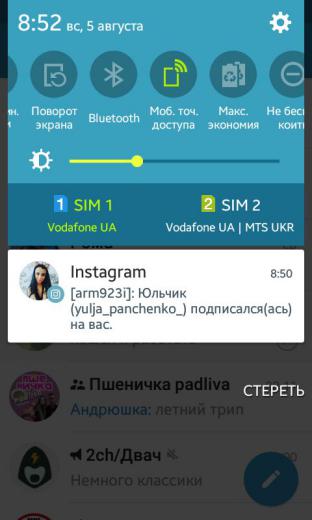 8:52 вс, 5 августа
Поворот экрана
Bluetooth
Моб. точ. доступа
Макс. экономия
Не бесп коить
1 SIM 1
2 SIM 2
Vodafone UA
Vodafone UA | MTS UKR
Instagram 8:50
[arm923i]: Юльчик
(yulja_panchenko_) подписался(ась)
на вас.
СТЕРЕТЬ
Пшеничка padliva
Андрюшка: летний трип
2ch/Двач
Немного классики